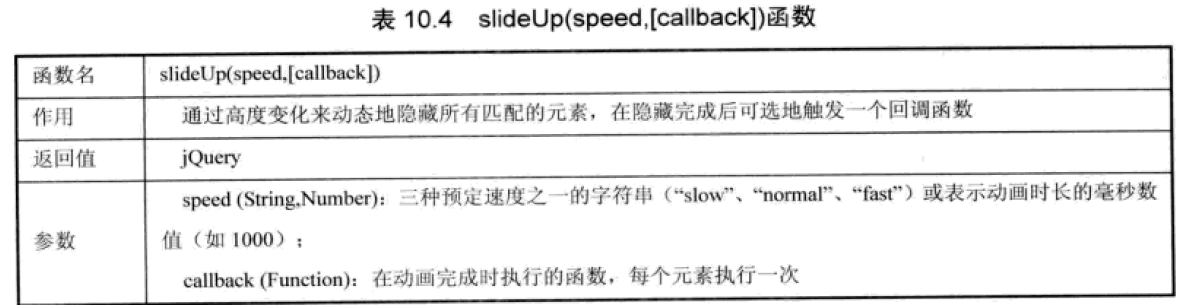 表 10.4 slideUp(speed,[callback])函数
函数名 slideUp(speed,[callback])
作用 通过高度变化来动态地隐藏所有匹配的元素，在隐藏完成后可选地触发一个回调函数
返回值 jQuery
speed (String,Number)：三种预定速度之一的字符串（“slow”、“normal”、“fast”）或表示动画时长的毫秒数
参数 值（如 1000）；
callback (Function)：在动画完成时执行的函数，每个元素执行一次